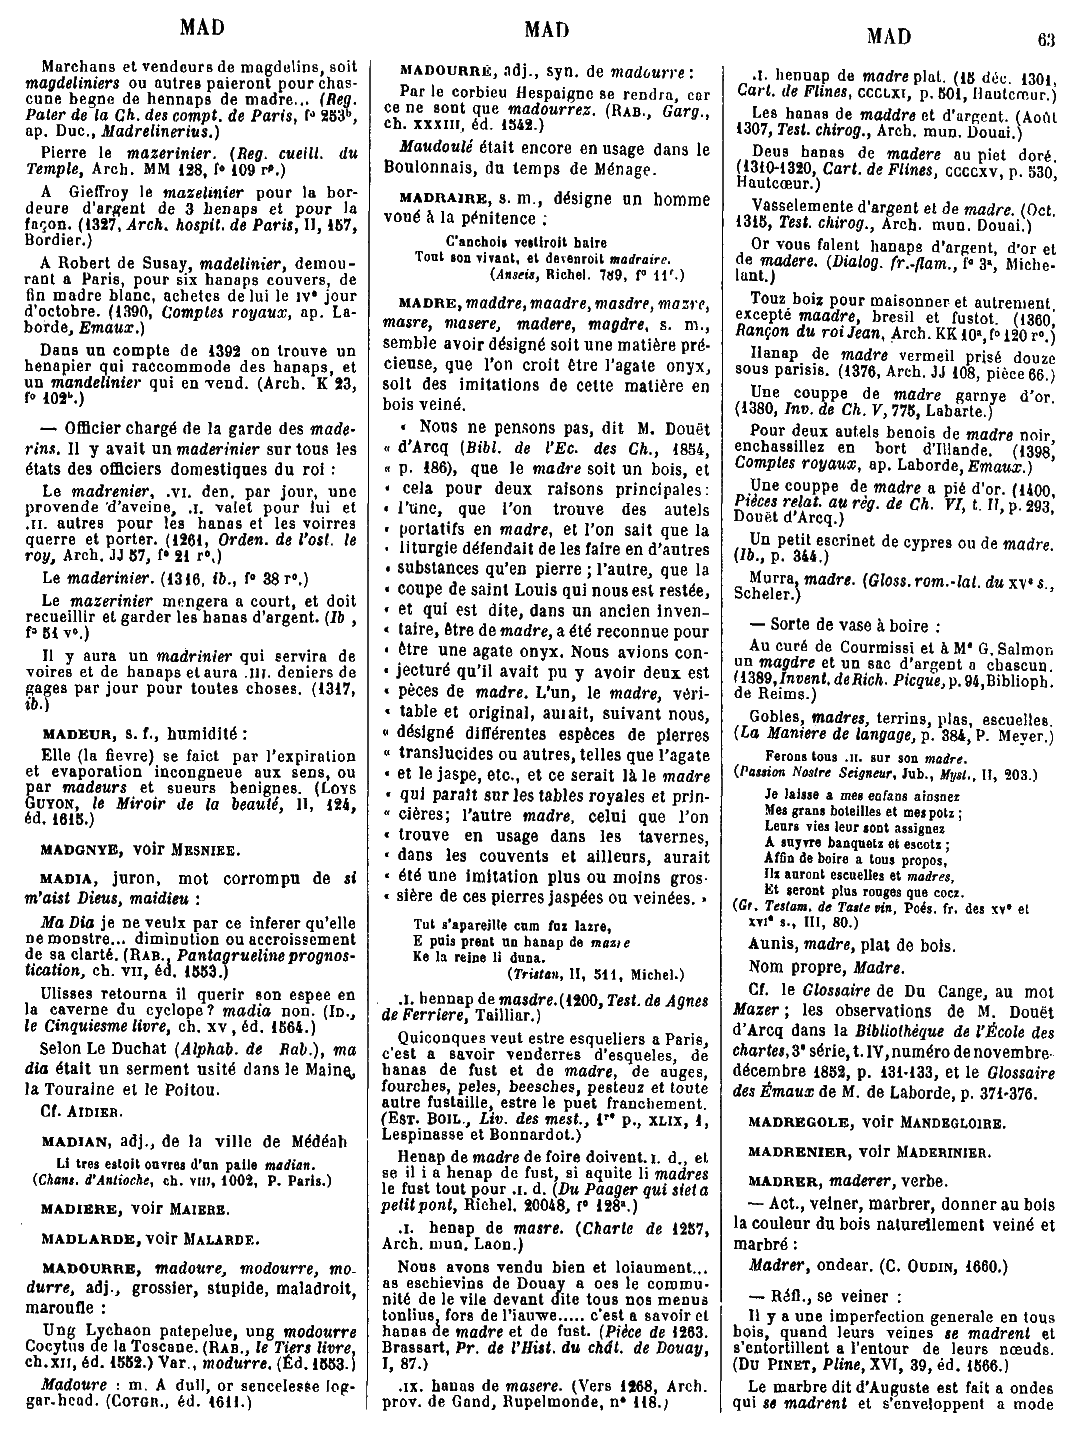 MAD
MAD
MAD
63
Marchans et vendeurs de magdelins, soit
magdeliniers ou autres paieront pour chas-
cune begne de hennaps de madre... (Reg.
Pater de la Ch. des compt. de Paris, f° 253b,
ap. Duc., Madrelinerius.)
Pierre le mazerinier. (Reg. cueill. du
Temple, Arch. MM 128, f° 109 r°.)
A Gieffroy le mazelinier pour la bor-
deure d'argent de 3 henaps et pour la
façon. (1327, Arch. hospit. de Paris, II, 157,
Bordier.)
A Robert de Susay, madelinier, demou-
rant a Paris, pour six hanaps couvers, de
fin madre blanc, achetes de lui le IVe jour
d'octobre. (1390, Comptes royaux, ap. La-
borde, Emaux.)
Dans un compte de 1392 on trouve un
henapier qui raccommode des hanaps, et
un mandelinier qui en vend. (Arch. K 23,
f° 102b.)
— Officier chargé de la garde des made-
rins. Il y avait un maderinier sur tous les
états des officiers domestiques du roi :
Le madrenier, .VI. den. par jour, une
provende d'aveine, .I. valet pour lui et
.II. autres pour les hanas et les voirres
querre et porter. (1261, Orden. de l'ost. le
roy, Arch. JJ 57, f° 21 r°.)
Le maderinier. (1316, ib., f° 38 r°.)
Le mazerinier mengera a court, et doit
recueillir et garder les hanas d'argent. (Ib ,
f° 51 v°.)
Il y aura un madrinier qui servira de
voires et de hanaps et aura .III. deniers de
gages par jour pour toutes choses. (1317,
ib.)
MADEUR, s. f., humidité :
Elle (la fievre) se faict par l'expiration
et evaporation incongneue aux sens, ou
par madeurs et sueurs benignes. (LOYS
GUYON, le Miroir de la beauté, II, 124,
éd. 1615.)
MADGNYE, voir MESNIEE.
MADIA, juron, mot corrompu de si
m'aist Dieus, maidieu :
Ma Dia je ne veulx par ce inferer qu'elle
ne monstre... diminution ou accroissement
de sa clarté. (RAB., Pantagrueline prognos-
tication, ch. VII, éd. 1553.)
Ulisses retourna il querir son espee en
la caverne du cyclope? madia non. (ID.,
le Cinquiesme livre, ch. XV, éd. 1564.)
Selon Le Duchat (Alphab. de Rab.), ma
dia était un serment usité dans le Maine,
la Touraine et le Poitou.
Cf. AIDIER.
MADIAN, adj., de la ville de Médéah
Li tres estoit ouvres d'un palie madian.
(Chans. d'Antioche, ch. VIII, 1002, P. Paris.)
MADIERE, voir MAIERE.
MADLARDE, voir MALARDE.
MADOURRE, madoure, modourre, mo-
durre, adj., grossier, stupide, maladroit,
maroufle :
Ung Lychaon patepelue, ung modourre
Cocytus de la Toscane. (RAB., le Tiers livre,
ch. XII, éd. 1552.) Var., modurre. (Éd. 1553.)
Madoure : m. A dull, or sencelesse log-
gar-head. (COTGR., éd. 1611.)
MADOURRÉ, adj., syn. de madourre :
Par le corbieu Hespaigne se rendra, car
ce ne sont que madourrez. (RAB., Garg.,
ch. XXXIII, éd. 1542.)
Maudoulé était encore en usage dans le
Boulonnais, du temps de Ménage.
MADRAIRE, s. m., désigne un homme
voué à la pénitence :
C'anchois vestiroit haire
Tout son vivant, et devenroit madraire.
(Anseis, Richel. 789, f° 11r.)
MADRE, maddre, maadre, masdre, mazre,
masre, masere, madere, magdre, s. m.,
semble avoir désigné soit une matière pré-
cieuse, que l'on croit être l'agate onyx,
soit des imitations de cette matière en
bois veiné.
« Nous ne pensons pas, dit M. Douët
« d'Arcq (Bibl. de l'Ec. des Ch., 1854,
« p. 186), que le madre soit un bois, et
« cela pour deux raisons principales:
« l'une, que l'on trouve des autels
« portatifs en madre, et l'on sait que la
« liturgie défendait de les faire en d'autres
« substances qu'en pierre ; l'autre, que la
« coupe de saint Louis qui nous est restée,
« et qui est dite, dans un ancien inven-
« taire, être de madre, a été reconnue pour
« être une agate onyx. Nous avions con-
« jecturé qu'il avait pu y avoir deux es
« pèces de madre. L'un, le madre, véri-
« table et original, aurait, suivant nous,
« désigné différentes espèces de pierres
« translucides ou autres, telles que l'agate
« et le jaspe, etc., et ce serait là le madre
« qui paraît sur les tables royales et prin-
« cières; l'autre madre, celui que l'on
« trouve en usage dans les tavernes,
« dans les couvents et ailleurs, aurait
« été une imitation plus ou moins gros-
« sière de ces pierres jaspées ou veinées. »
Tut s'apareille cum fuz lazre,
E puis prent un hanap de mazre
Ke la reine li duna.
(Tristan, II, 511, Michel.)
.I. hennap de masdre. (1200, Test. de Agnes
de Ferriere, Tailliar.)
Quiconques veut estre esqueliers a Paris,
c'est a savoir venderres d'esqueles, de
hanas de fust et de madre, de auges,
fourches, peles, beesches, pesteuz et toute
autre fustaille, estre le puet franchement.
(EST. BOIL., Liv. des mest., 1re p., XLIX, 1,
Lespinasse et Bonnardot.)
Henap de madre de foire doivent .I. d., et
se il i a henap de fust, si aquite li madres
le fust tout pour .I. d. (Du Paager qui siet a
petit pont, Richel. 20048, f° 128a.)
.I. henap de masre. (Charte de 1257,
Arch. mun. Laon.)
Nous avons vendu bien et loiaument...
as eschievins de Douay a oes le commu-
nité de le vile devant dite tous nos menus
tonlius, fors de l'iauwe..... c'est a savoir et
hanas de madre et de fust. (Pièce de 1263.
Brassart, Pr. de l'Hist. du chât. de Douay,
I, 87.)
.IX. hanas de masere. (Vers 1268, Arch.
prov. de Gand, Rupelmonde, n° 118.)
.I. hennap de madre plat. (15 déc. 1301,
Cart. de Flines, CCCLXI, p. 501, Hautcœur.)
Les hanas de maddre et d'argent. (Août
1307, Test. chirog., Arch. mun. Douai.)
Deus hanas de madere au piet doré.
(1310-1320, Cart. de Flines, CCCCXV, p. 530,
Hautcœur.)
Vasselemente d'argent et de madre. (Oct.
1315, Test. chirog., Arch. mun. Douai.)
Or vous falent hanaps d'argent, d'or et
de madere. (Dialog. fr.-flam., f° 3a, Miche-
lant.)
Touz boiz pour maisonner et autrement,
excepté maadre, bresil et fustot. (1360,
Rançon du roi Jean, Arch. KK 10a, f° 120 r°.)
Hanap de madre vermeil prisé douze
sous parisis. (1376, Arch. JJ 108, pièce 66.)
Une couppe de madre garnye d'or.
(1380, Inv. de Ch. V, 775, Labarte.)
Pour deux autels benois de madre noir,
enchassillez en bort d'Illande. (1398,
Comptes royaux, ap. Laborde, Emaux.)
Une couppe de madre a pié d'or. (1400,
Pièces relat. au règ. de Ch. VI, t. II, p. 293,
Douët d'Arcq.)
Un petit escrinet de cypres ou de madre.
(Ib., p. 344.)
Murra, madre. (Gloss. rom.-lat. du XVe s.,
Scheler.)
— Sorte de vase à boire :
Au curé de Courmissi et à Me G. Salmon
un magdre et un sac d'argent a chascun.
(1389, Invent. de Rich. Picque, p. 94, Biblioph.
de Reims.)
Gobles, madres, terrins, plas, escuelles.
(La Maniere de langage, p. 384, P. Meyer.)
Ferons tous .II. sur son madre.
(Passion Nostre Seigneur, Jub., Myst., II, 203.)
Je laisse a mes enfans ainsnez
Mes grans boteilles et mes potz ;
Leurs vies leur sont assignez
A suyvre banquetz et escotz ;
Affin de boire a tous propos,
Ilz auront escuelles et madres,
Et seront plus rouges que cocz.
(Gr. Testam. de Taste vin, Poés. fr. des XVe et
XVIe s., III, 80.)
Aunis, madre, plat de bois.
Nom propre, Madre.
Cf. le Glossaire de Du Cange, au mot
Mazer ; les observations de M. Douët
d'Arcq dans la Bibliothèque de l'École des
chartes, 3e série, t. IV, numéro de novembre-
décembre 1852, p. 131-133, et le Glossaire
des Émaux de M. de Laborde, p. 371-376.
MADREGOLE, voir MANDEGLOIRE.
MADRENIER, voir MADERINIER.
MADRER, maderer, verbe.
— Act., veiner, marbrer, donner au bois
la couleur du bois naturellement veiné et
marbré :
Madrer, ondear. (C. OUDIN, 1660.)
— Réfl., se veiner :
Il y a une imperfection generale en tous
bois, quand leurs veines se madrent et
s'entortillent a l'entour de leurs nœuds.
(DU PINET, Pline, XVI, 39, éd. 1566.)
Le marbre dit d'Auguste est fait a ondes
qui se madrent et s'enveloppent a mode